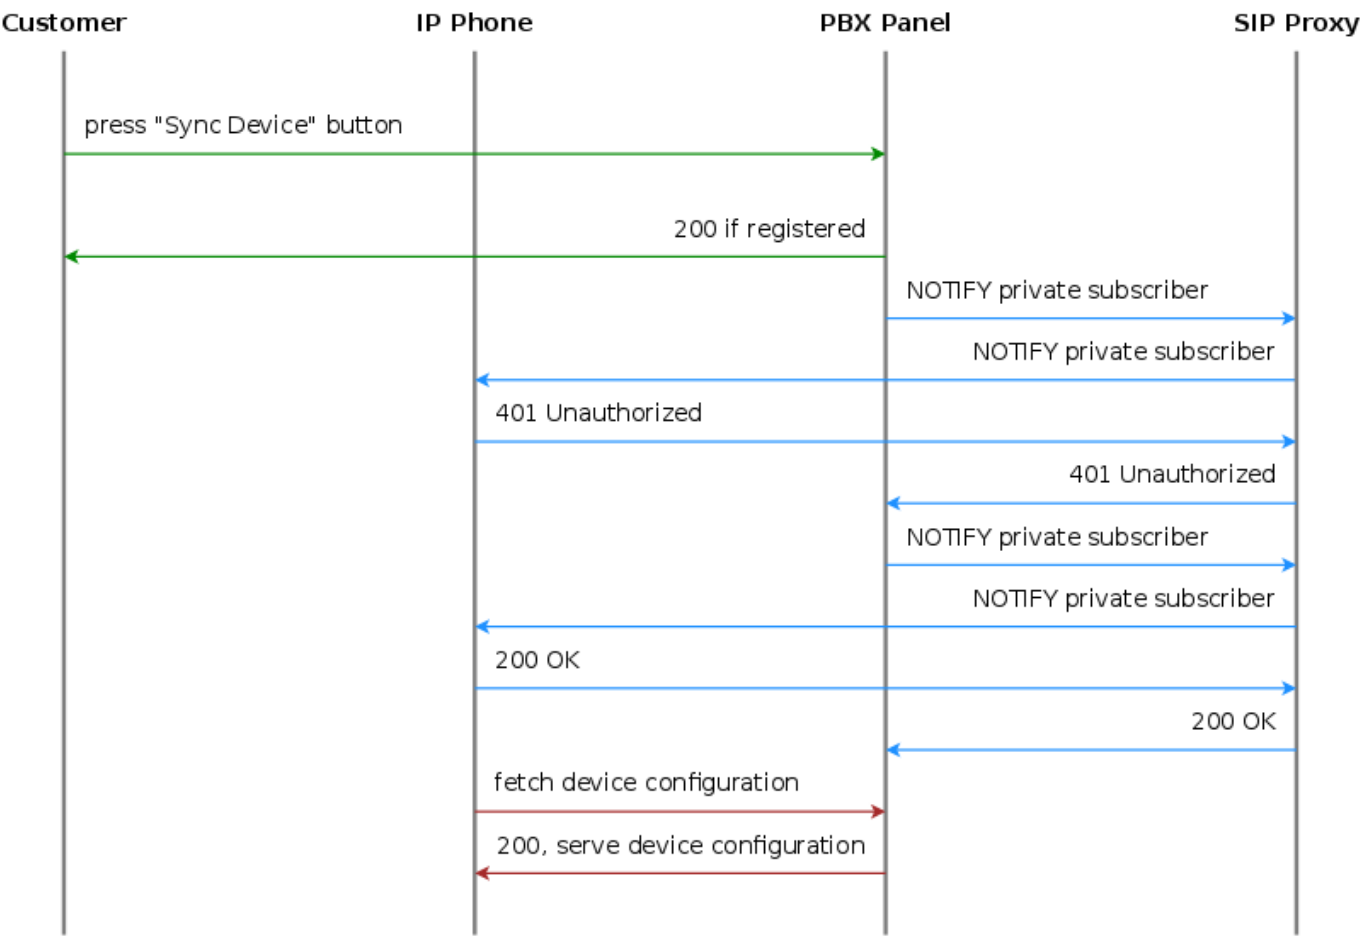 Customer IP Phone PBX Panel SIP Proxy
press "Sync Device" button
200 if registered
NOTIFY private subscriber
NOTIFY private subscriber
401 Unauthorized
401 Unauthorized
NOTIFY private subscriber
NOTIFY private subscriber
200 OK
200 OK
fetch device configuration
200, serve device configuration